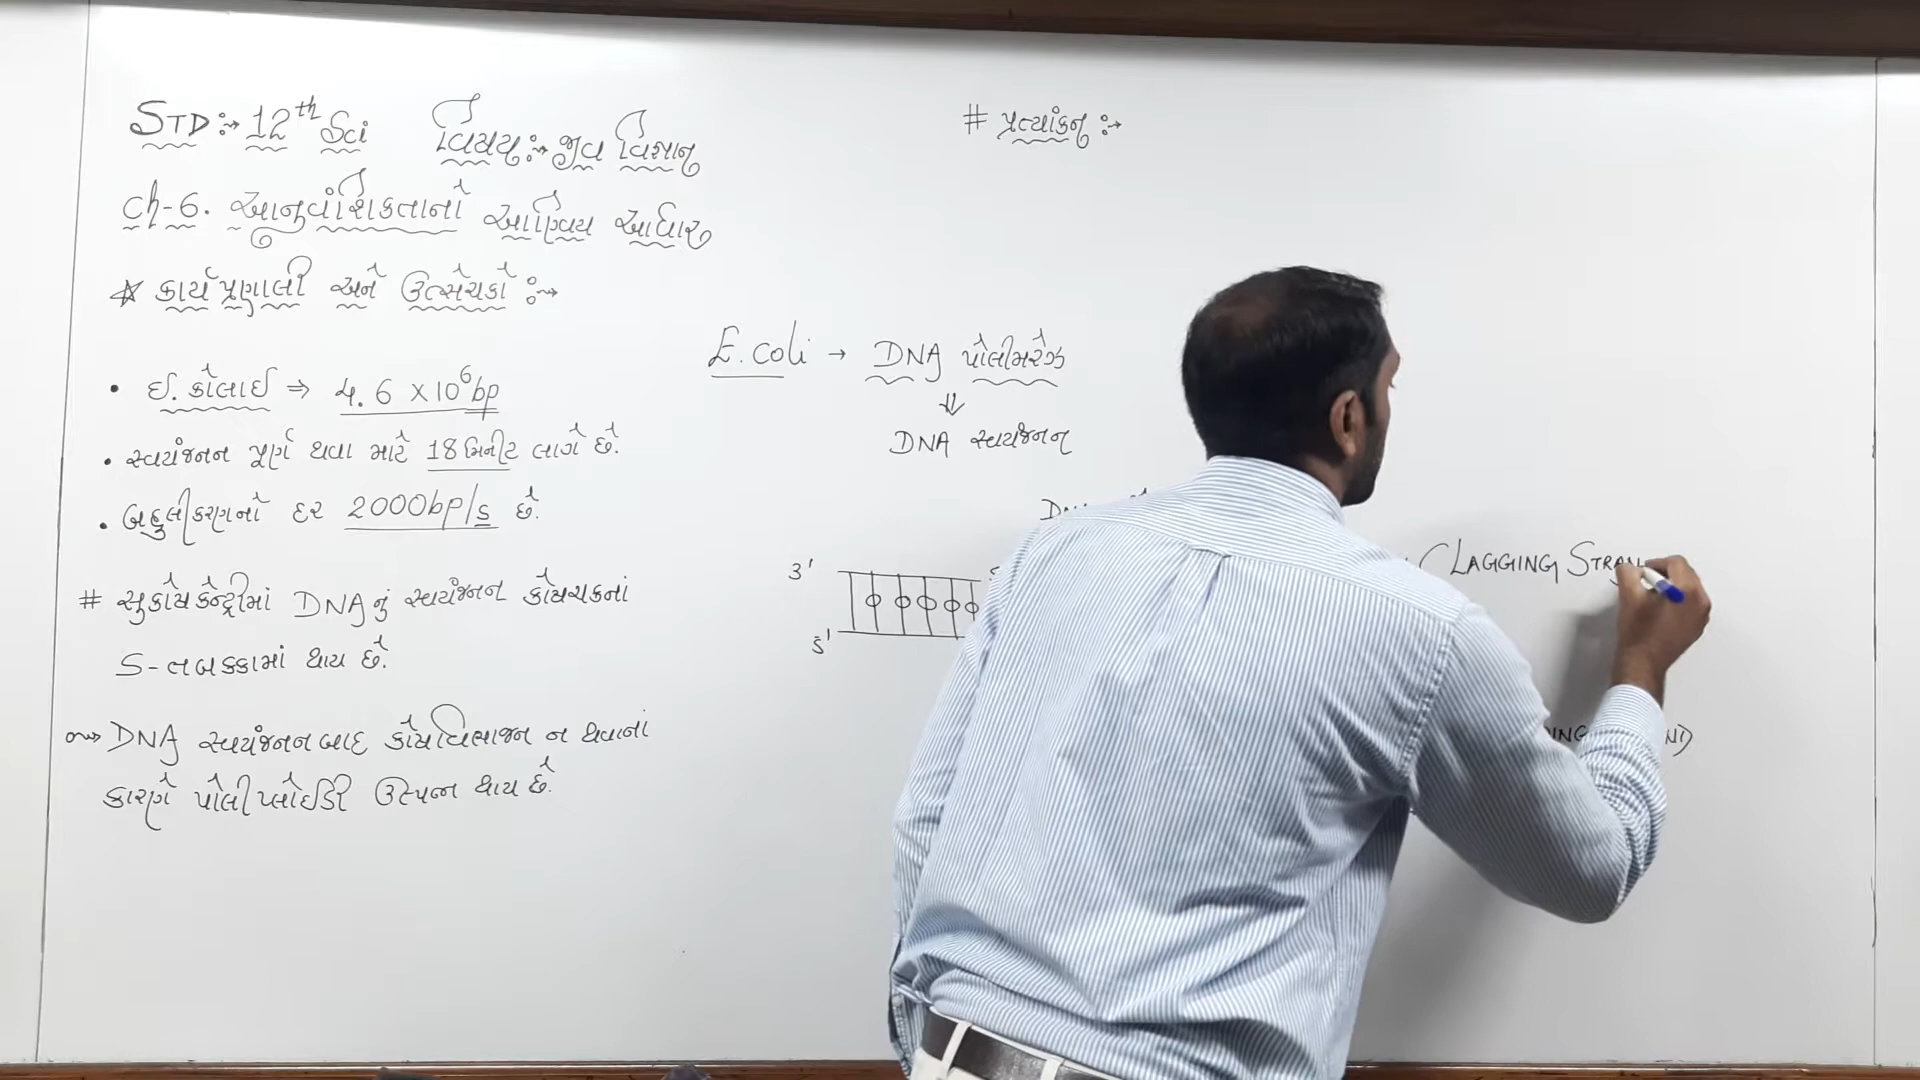 STD :→ 12th Sci વિષય :→ જીવ વિજ્ઞાન
Ch-6. આનુવંશિકતાનો આણ્વિય આધાર
☆ કાર્યપ્રણાલી અને ઉત્સેચકો :→
• ઈ.કોલાઈ ⇒ 4.6 x 10⁶ bp
• સ્વયંજનન પૂર્ણ થવા માટે 18 મિનીટ લાગે છે.
• બહુલીકરણનો દર 2000bp/s છે.
# સુકોષકેન્દ્રીમાં DNA નું સ્વયંજનન કોષચક્રનાં
S-તબક્કામાં થાય છે.
DNA સ્વયંજનન બાદ કોષવિભાજન ન થવાનાં
કારણે પોલીપ્લોઈડી ઉત્પન્ન થાય છે.
# પ્રત્યાંકન :→
E.coli → DNA પોલીમરેઝ
⇓
DNA સ્વયંજનન
3'
5'
(LAGGING STRAN